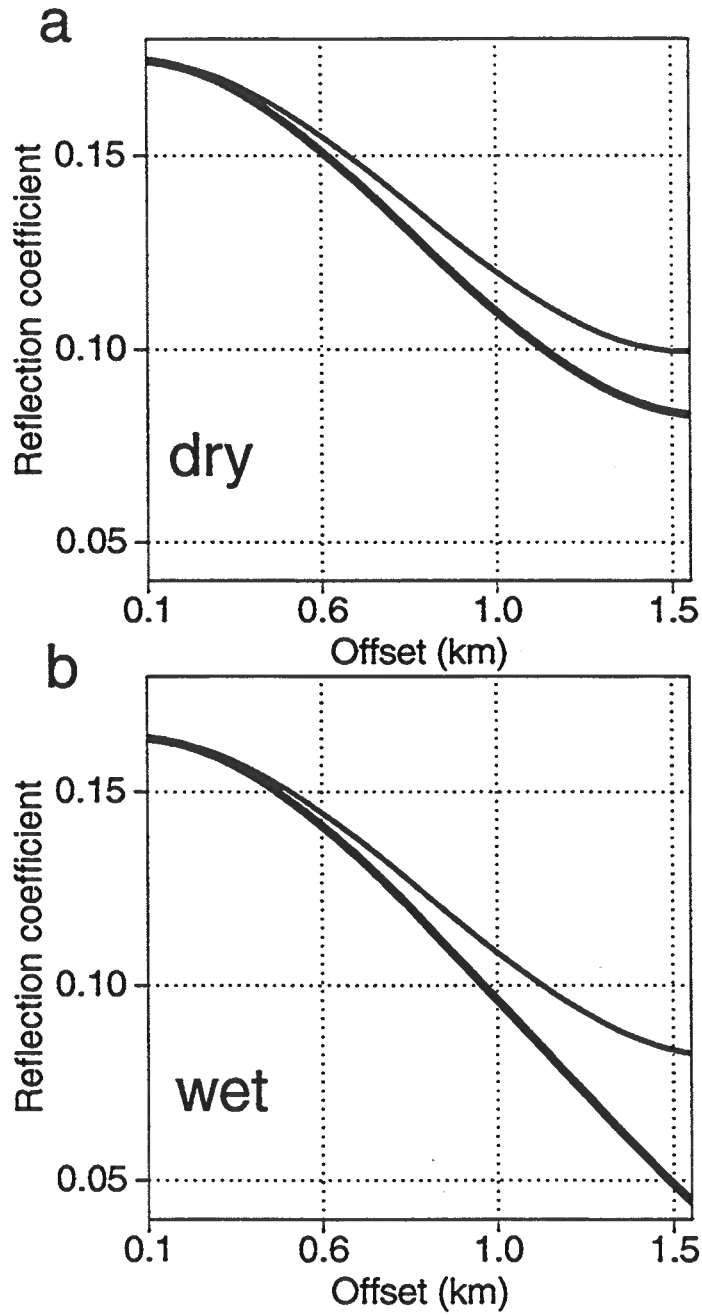 a
Reflection coefficient
0.15
0.10
0.05
dry
0.1 0.6 1.0 1.5
Offset (km)
b
Reflection coefficient
0.15
0.10
0.05
wet
0.1 0.6 1.0 1.5
Offset (km)